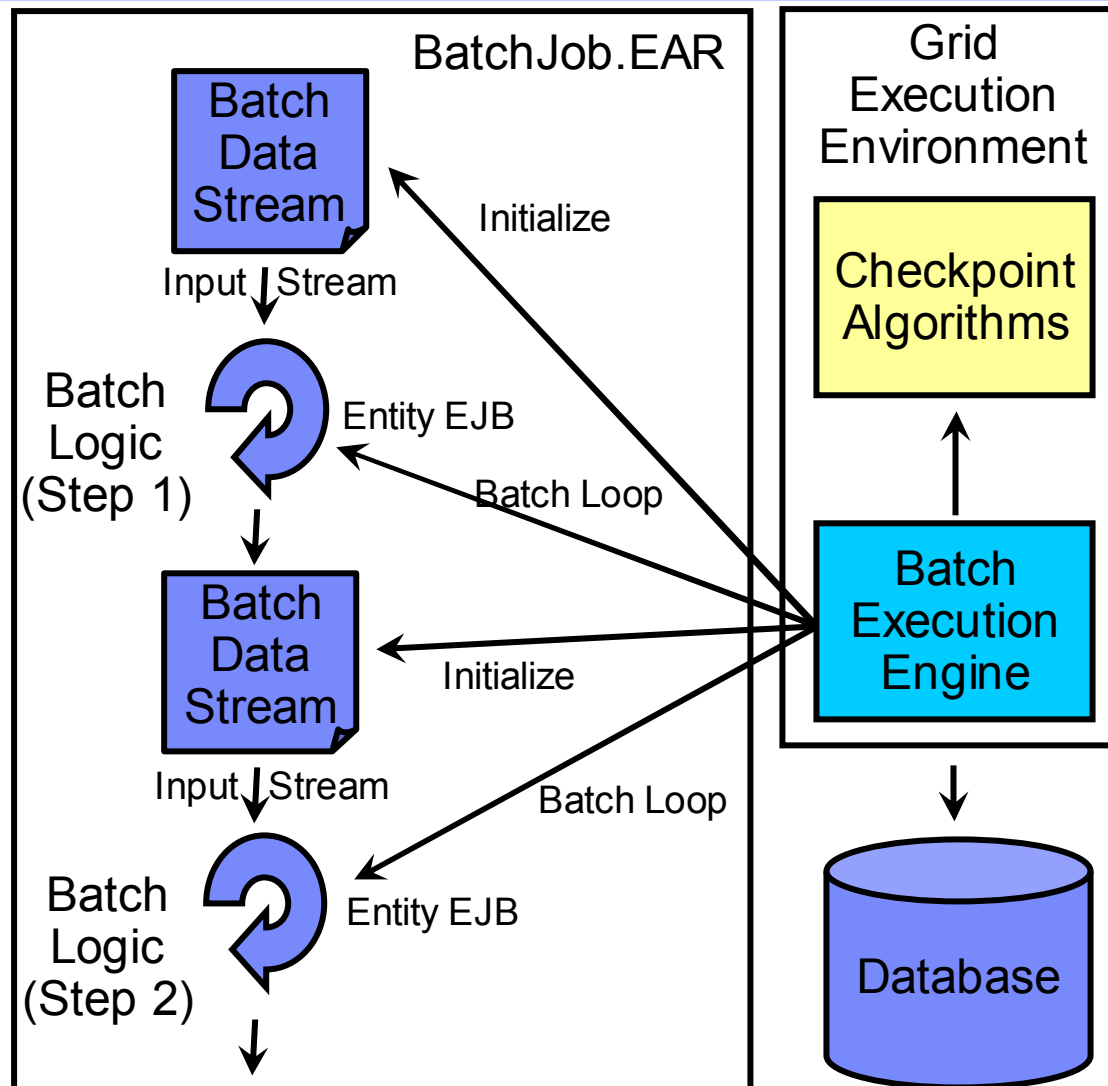 BatchJob.EAR
Batch
Data
Stream
Initialize
Input Stream
Batch
Logic
(Step 1)
Entity EJB
Batch Loop
Batch
Data
Stream
Initialize
Input Stream
Batch Loop
Batch
Logic
(Step 2)
Entity EJB
Grid
Execution
Environment
Checkpoint
Algorithms
Batch
Execution
Engine
Database